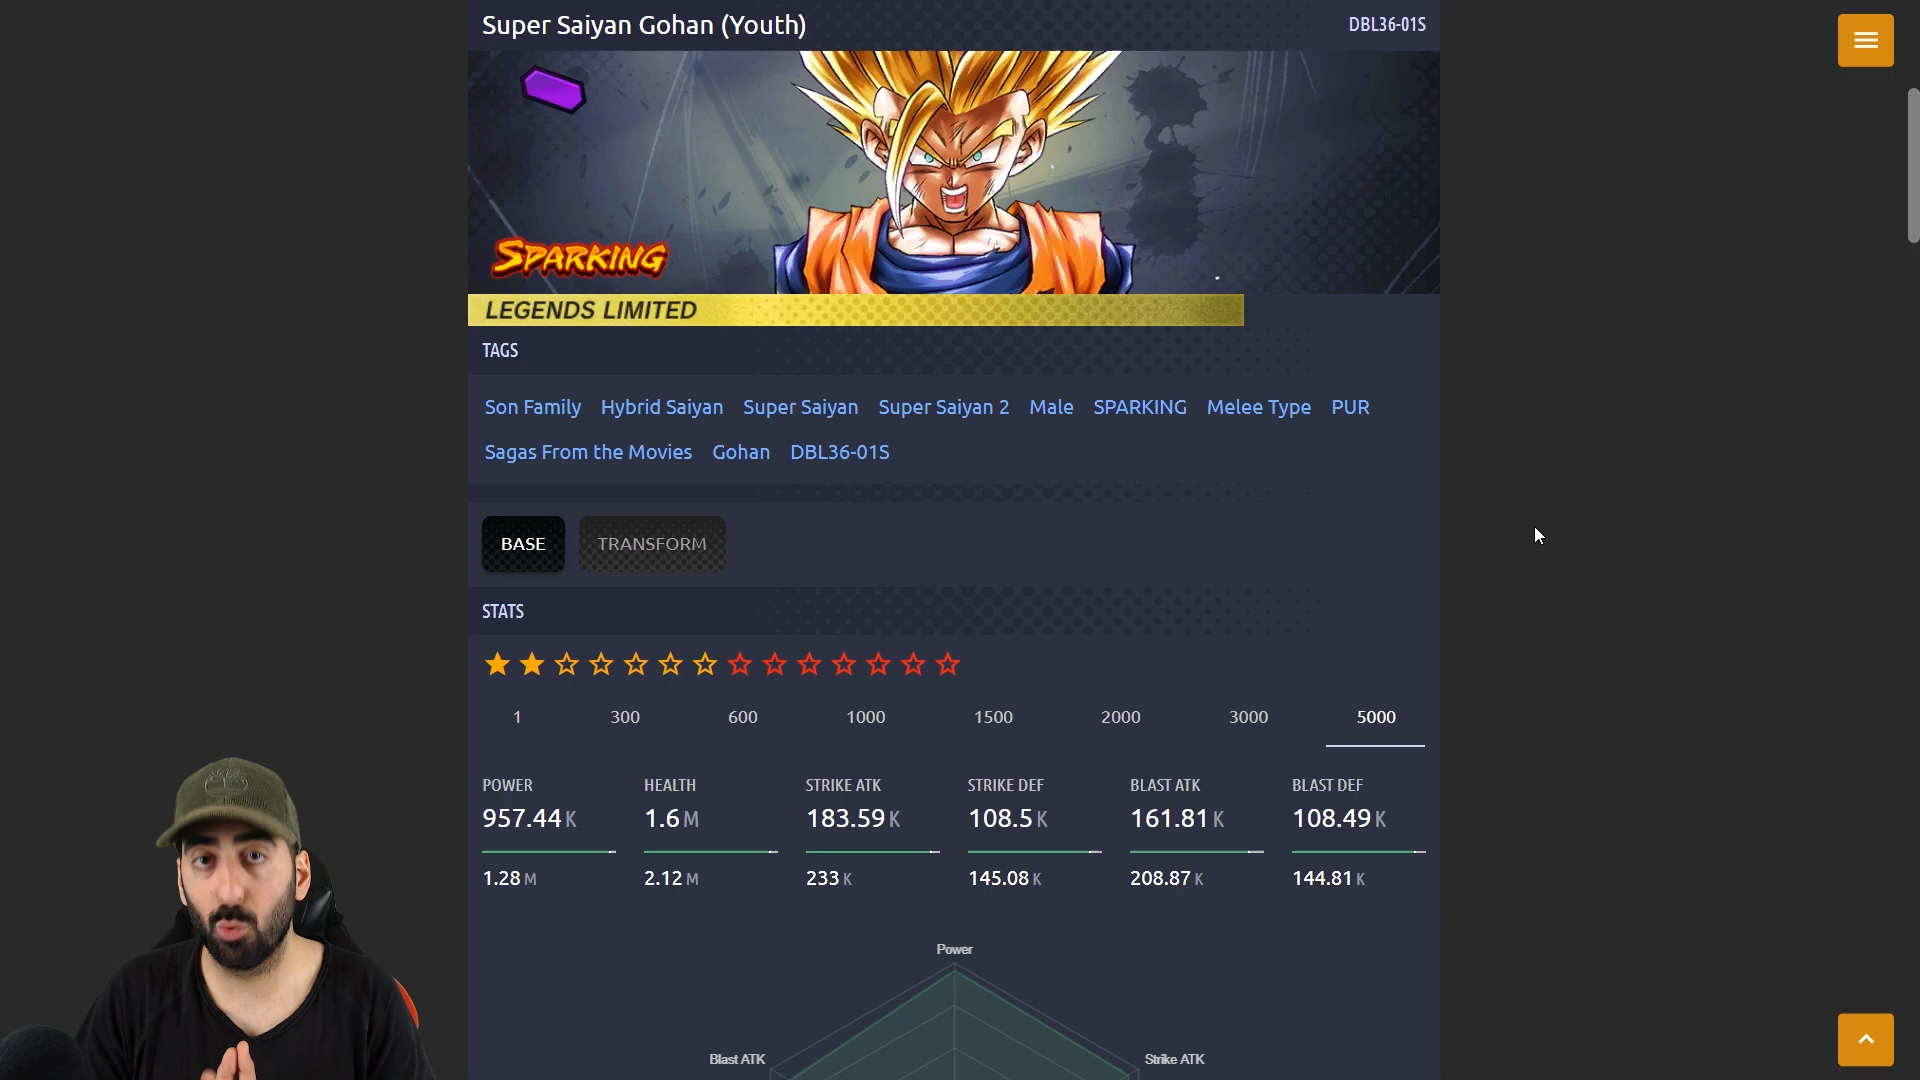 Super Saiyan Gohan (Youth) DBL36-01S
SPARKING
LEGENDS LIMITED
TAGS
Son Family Hybrid Saiyan Super Saiyan Super Saiyan 2 Male SPARKING Melee Type PUR
Sagas From the Movies Gohan DBL36-01S
BASE TRANSFORM
STATS
1 300 600 1000 1500 2000 3000 5000
POWER HEALTH STRIKE ATK STRIKE DEF BLAST ATK BLAST DEF
957.44 K 1.6 M 183.59 K 108.5 K 161.81 K 108.49 K
1.28 M 2.12 M 233 K 145.08 K 208.87 K 144.81 K
Power
Blast ATK Strike ATK